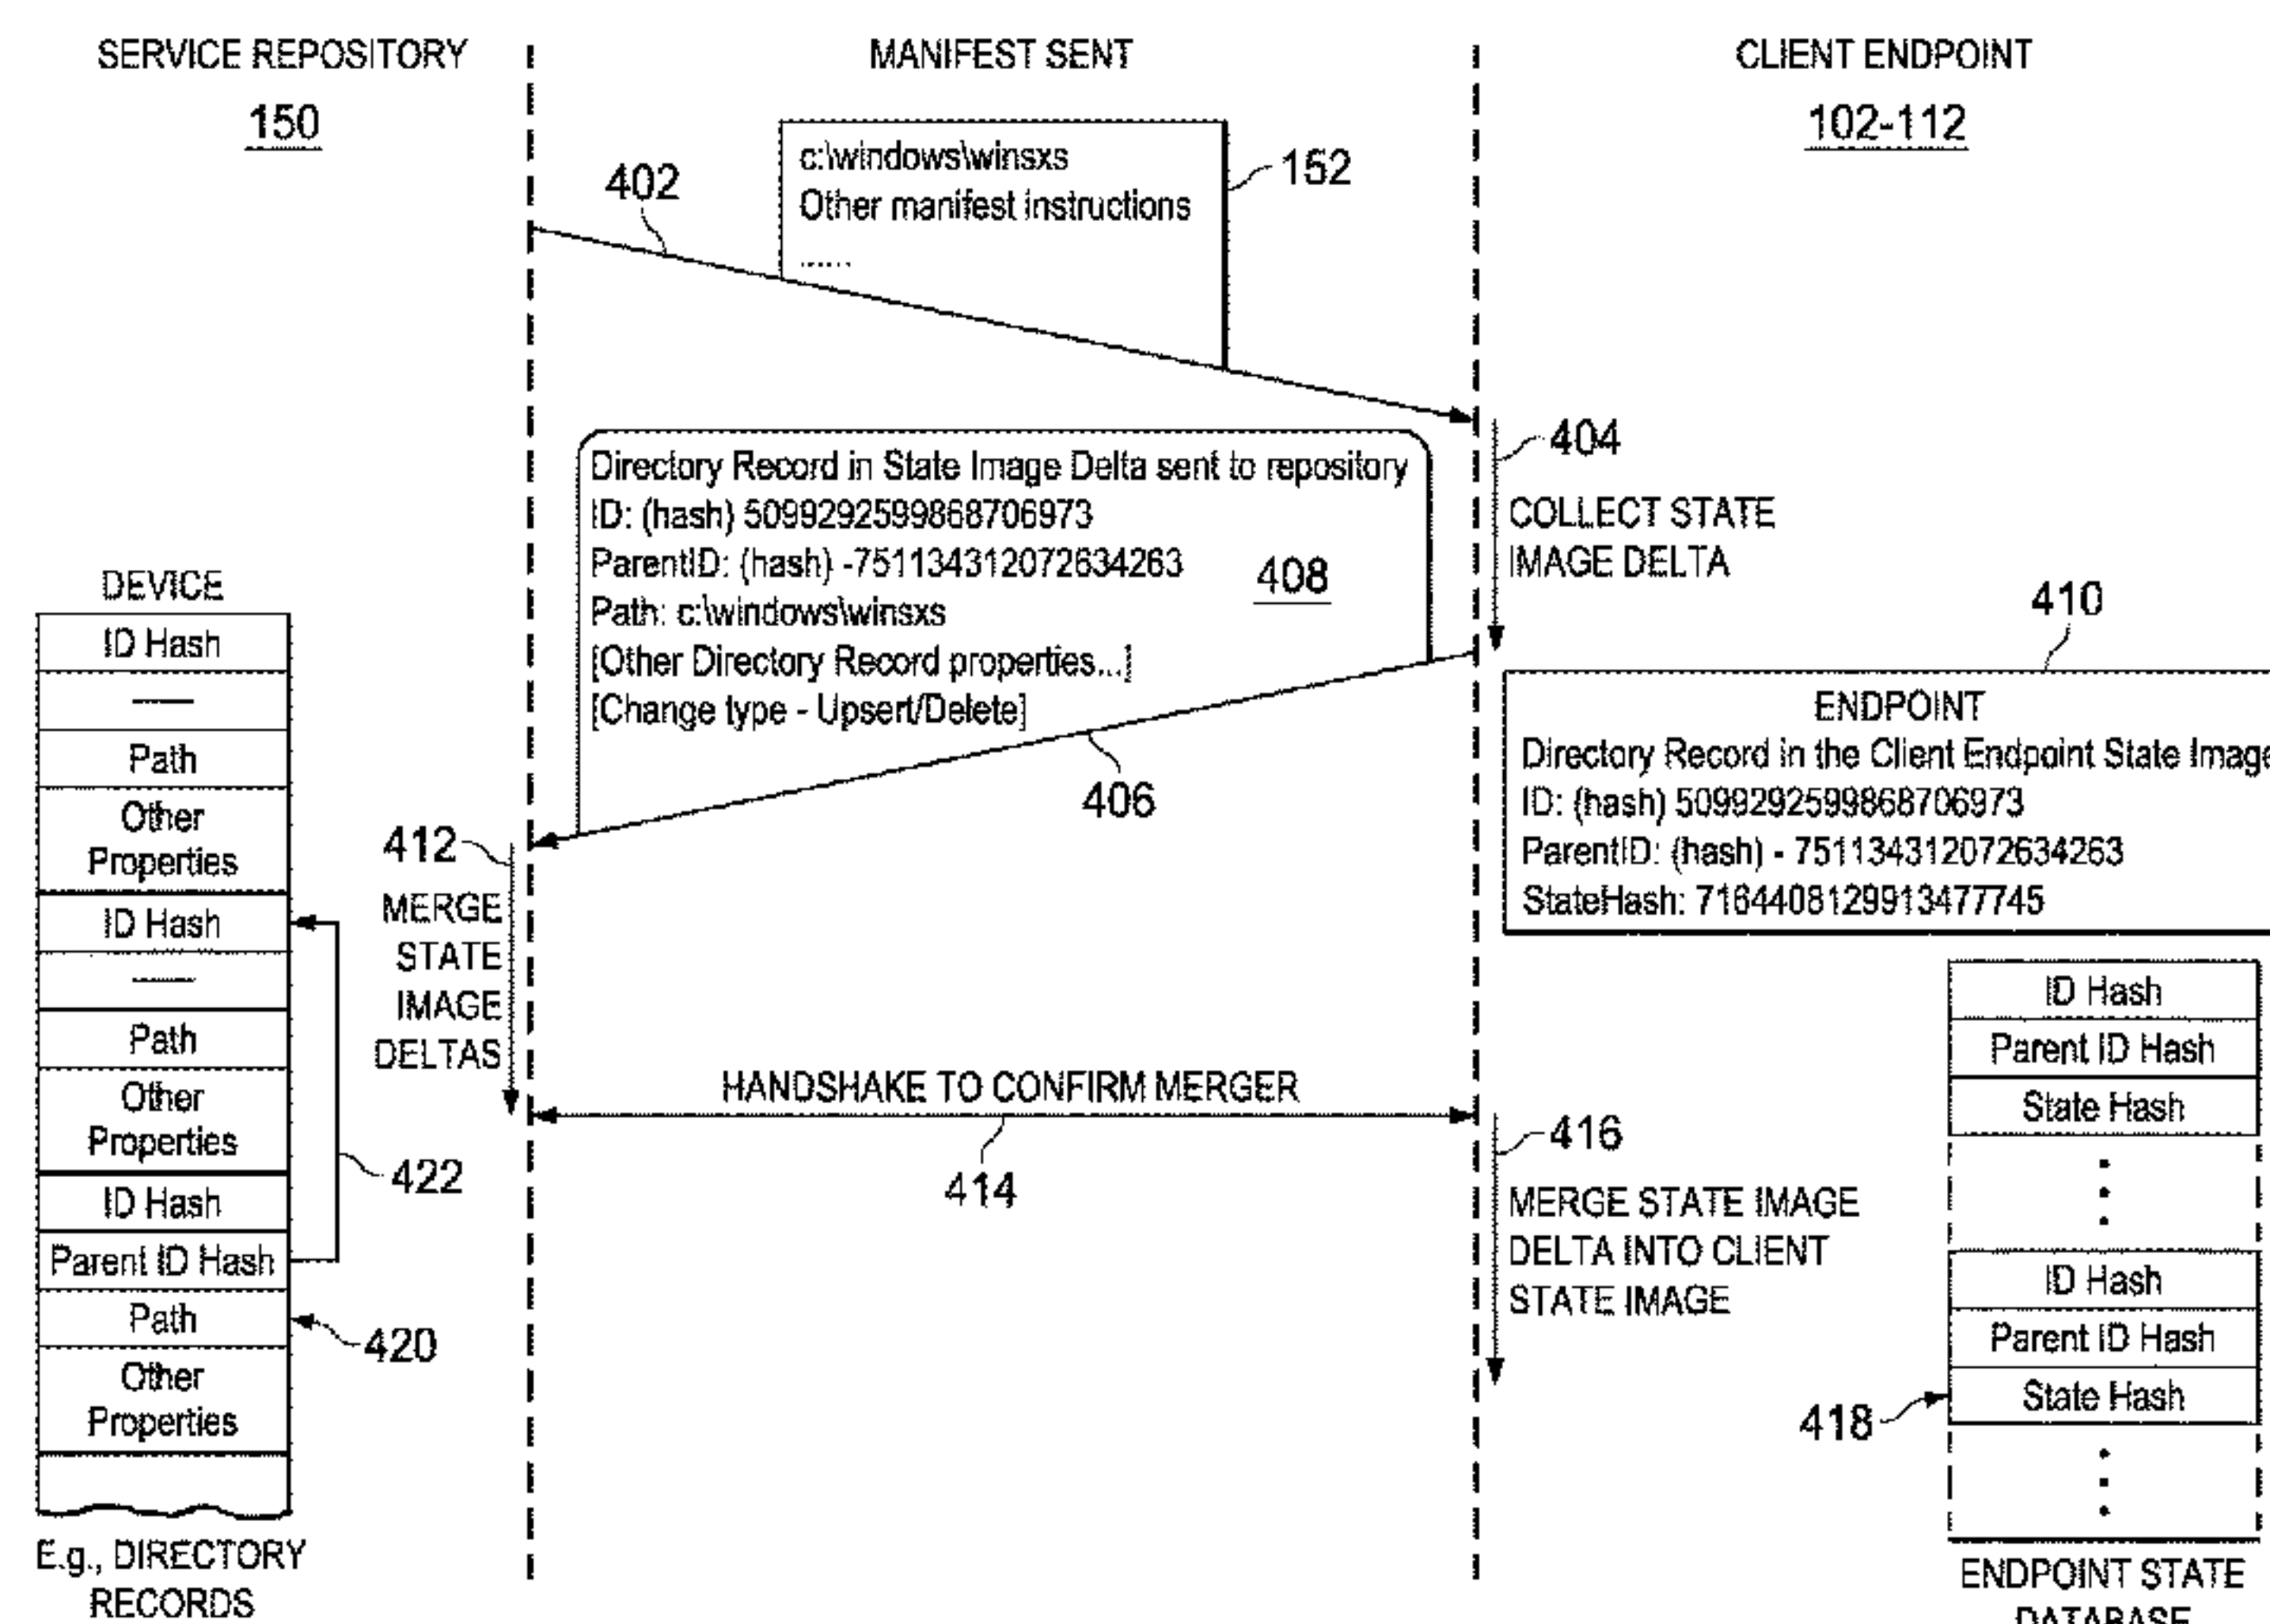 SERVICE REPOSITORY
150
MANIFEST SENT
CLIENT ENDPOINT
102-112
402
c:\windows\winsxs
Other manifest instructions
......
152
404
COLLECT STATE
IMAGE DELTA
Directory Record in State Image Delta sent to repository
ID: (hash) 5099292599868706973
ParentID: (hash) -751134312072634263
Path: c:\windows\winsxs
[Other Directory Record properties...]
[Change type - Upsert/Delete]
408
406
410
ENDPOINT
Directory Record in the Client Endpoint State Image
ID: (hash) 5099292599868706973
ParentID: (hash) - 751134312072634263
StateHash: 7164408129913477745
DEVICE
ID Hash
Path
Other
Properties
ID Hash
Path
Other
Properties
ID Hash
Parent ID Hash
Path
Other
Properties
422
420
E.g., DIRECTORY
RECORDS
412
MERGE
STATE
IMAGE
DELTAS
HANDSHAKE TO CONFIRM MERGER
414
416
MERGE STATE IMAGE
DELTA INTO CLIENT
STATE IMAGE
ID Hash
Parent ID Hash
State Hash
ID Hash
Parent ID Hash
State Hash
418
ENDPOINT STATE
DATABASE